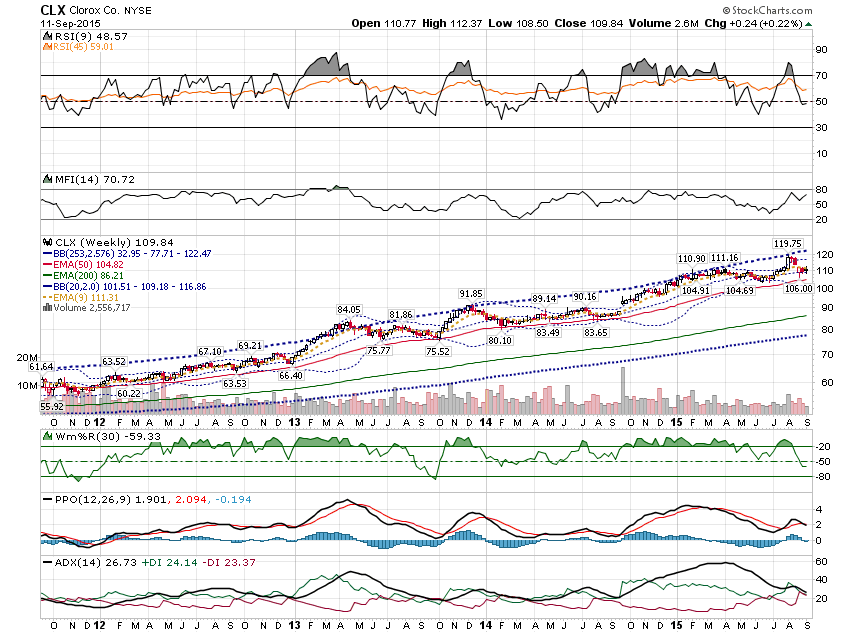 CLX Clorox Co. NYSE © StockCharts.com
11-Sep-2015 Open 110.77 High 112.37 Low 108.50 Close 109.84 Volume 2.6M Chg +0.24 (+0.22%)
RSI(9) 48.57
RSI(45) 59.01
90
70
50
30
10
MFI(14) 70.72
80
50
20
CLX (Weekly) 109.84
BB(253,2.576) 32.95 - 77.71 - 122.47
EMA(50) 104.82
EMA(200) 86.21
BB(20,2.0) 101.51 - 109.18 - 116.86
EMA(9) 111.31
Volume 2,556,717
119.75
110.90 111.16
120
110
104.91 104.69 106.00
100
91.85 89.14 90.16
90
84.05 81.86
80.10 83.49 83.65
80
75.77 75.52
70
67.10 69.21
61.64 63.52
66.40
63.53
60.22
60
55.92
20M
10M
O N D 12 F M A M J J A S O N D 13 F M A M J J A S O N D 14 F M A M J J A S O N D 15 F M A M J J A S
Wm%R(30) -59.33
-20
-50
-80
PPO(12,26,9) 1.901, 2.094, -0.194
4
2
0
ADX(14) 26.73 +DI 24.14 -DI 23.37
60
40
20
O N D 12 F M A M J J A S O N D 13 F M A M J J A S O N D 14 F M A M J J A S O N D 15 F M A M J J A S